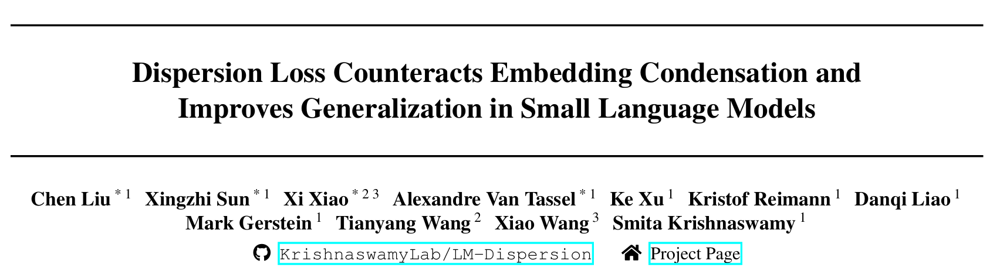 Dispersion Loss Counteracts Embedding Condensation and
Improves Generalization in Small Language Models
Chen Liu * 1 Xingzhi Sun * 1 Xi Xiao * 2 3 Alexandre Van Tassel * 1 Ke Xu 1 Kristof Reimann 1 Danqi Liao 1
Mark Gerstein 1 Tianyang Wang 2 Xiao Wang 3 Smita Krishnaswamy 1
KrishnaswamyLab/LM-Dispersion Project Page